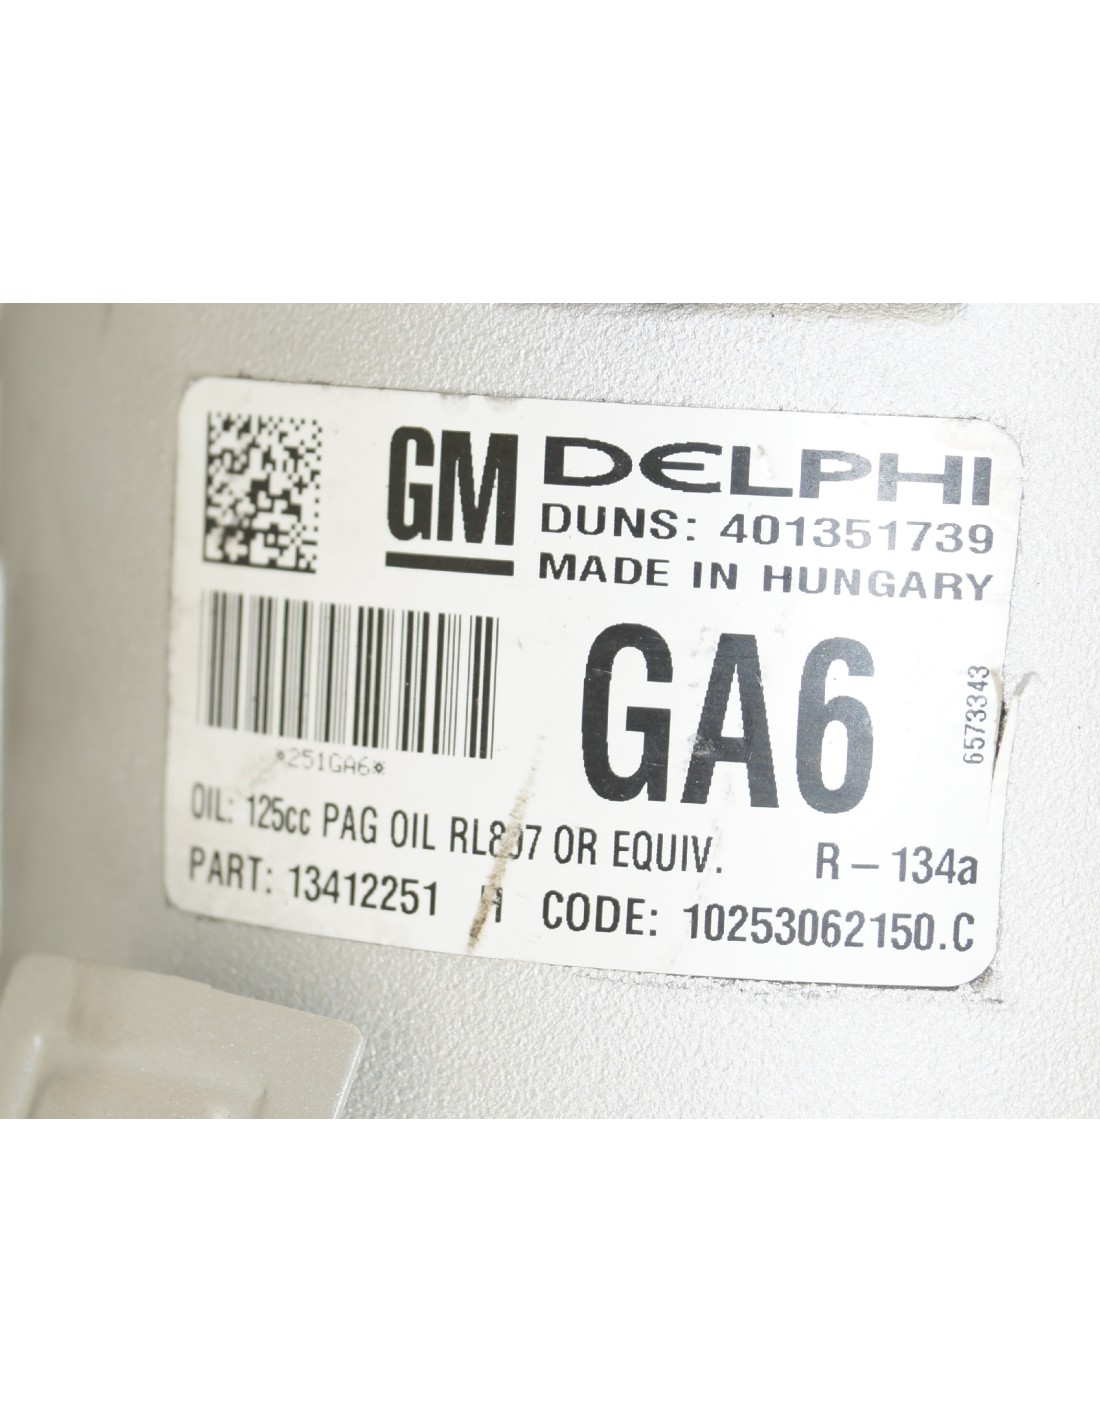 GM
DELPHI
DUNS: 401351739
MADE IN HUNGARY
*251GA6*
GA6
6573343
OIL: 125cc PAG OIL OR EQUIV. R-134a
PART: 13412251 H CODE: 10253062150.C